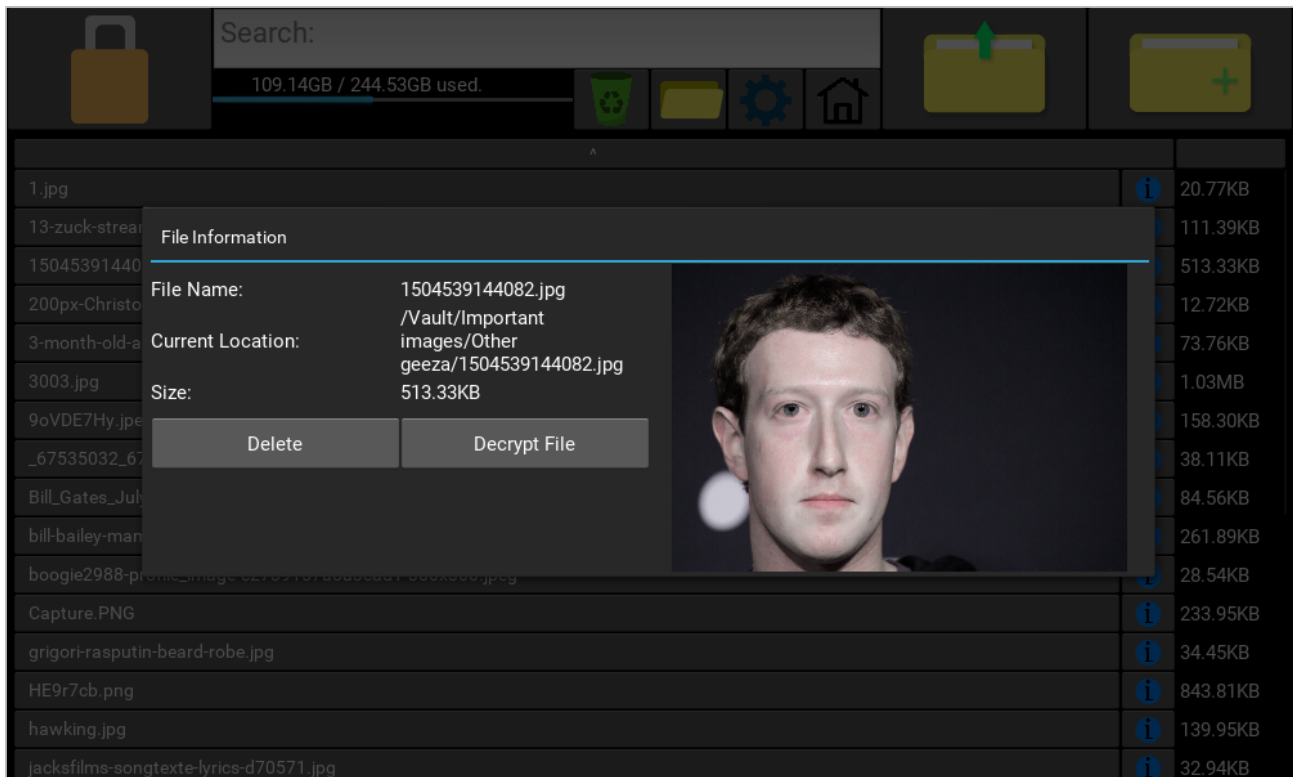 Search:
109.14GB / 244.53GB used.
^
1.jpg
20.77KB
13-zuck-strea
111.39KB
15045391440
513.33KB
200px-Christo
12.72KB
3-month-old-a
73.76KB
3003.jpg
1.03MB
9oVDE7Hy.jpe
158.30KB
_67535032_67
38.11KB
Bill_Gates_July
84.56KB
bill-bailey-man
261.89KB
28.54KB
Capture.PNG
233.95KB
grigori-rasputin-beard-robe.jpg
34.45KB
HE9r7cb.png
843.81KB
hawking.jpg
139.95KB
jacksfilms-songtexte-lyrics-d70571.jpg
32.94KB
File Information
File Name:
1504539144082.jpg
Current Location:
/Vault/Important
images/Other
geeza/1504539144082.jpg
Size:
513.33KB
Delete
Decrypt File